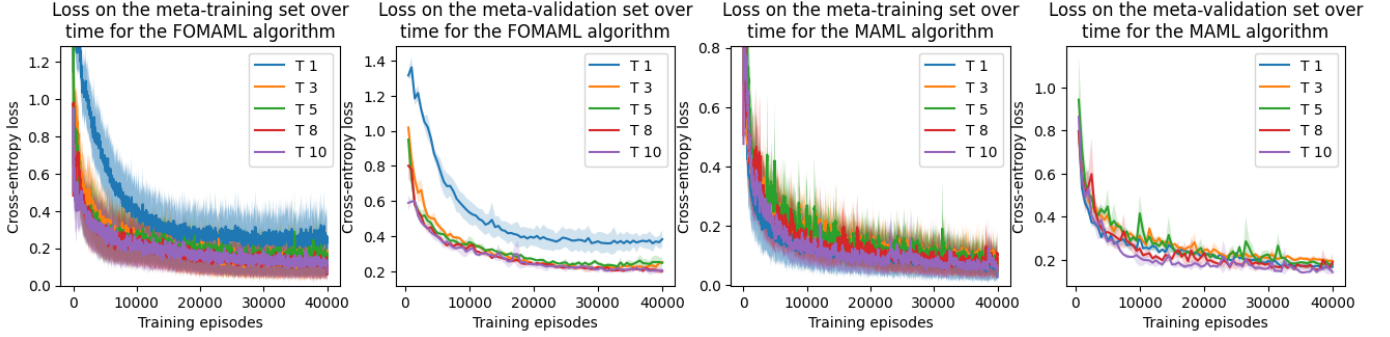 Loss on the meta-training set over
time for the FOMAML algorithm
Cross-entropy loss
1.2
1.0
0.8
0.6
0.4
0.2
0.0
T 1
T 3
T 5
T 8
T 10
0
10000
20000
30000
40000
Training episodes
Loss on the meta-validation set over
time for the FOMAML algorithm
Cross-entropy loss
1.4
1.2
1.0
0.8
0.6
0.4
0.2
T 1
T 3
T 5
T 8
T 10
0
10000
20000
30000
40000
Training episodes
Loss on the meta-training set over
time for the MAML algorithm
Cross-entropy loss
0.8
0.6
0.4
0.2
0.0
T 1
T 3
T 5
T 8
T 10
0
10000
20000
30000
40000
Training episodes
Loss on the meta-validation set over
time for the MAML algorithm
Cross-entropy loss
1.0
0.8
0.6
0.4
0.2
T 1
T 3
T 5
T 8
T 10
0
10000
20000
30000
40000
Training episodes